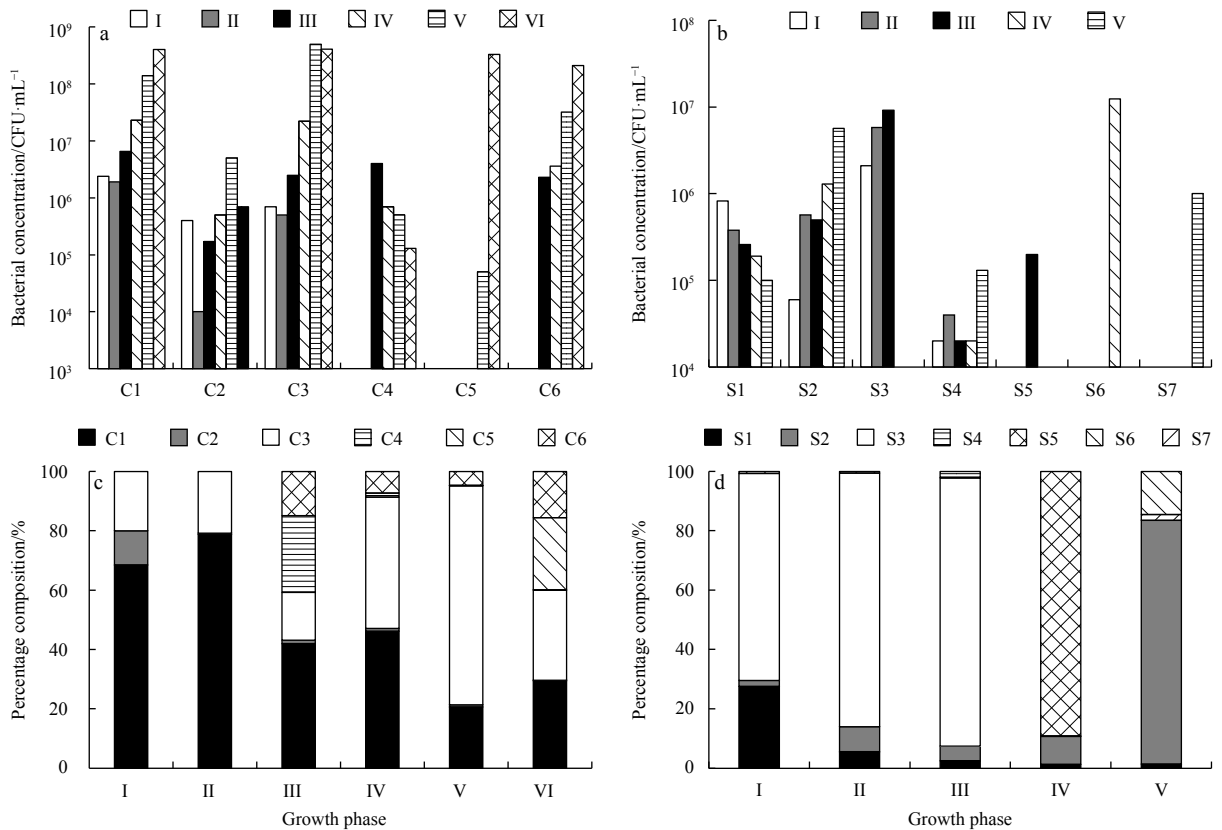 I II III IV V VI
a
10⁹
10⁸
10⁷
10⁶
10⁵
10⁴
10³
Bacterial concentration/CFU·mL⁻¹
C1 C2 C3 C4 C5 C6
I II III IV V
b
10⁸
10⁷
10⁶
10⁵
10⁴
Bacterial concentration/CFU·mL⁻¹
S1 S2 S3 S4 S5 S6 S7
C1 C2 C3 C4 C5 C6
c
100
80
60
40
20
0
Percentage composition/%
I II III IV V VI
Growth phase
S1 S2 S3 S4 S5 S6 S7
d
100
80
60
40
20
0
Percentage composition/%
I II III IV V
Growth phase